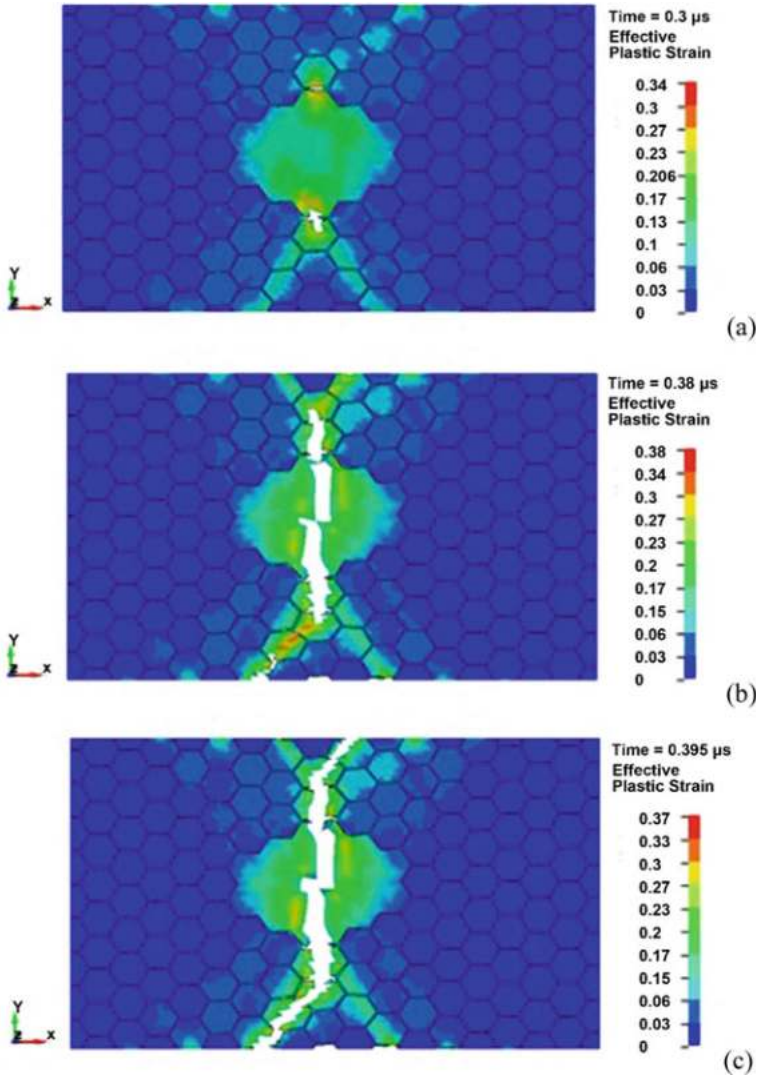 Time = 0.3 µs
Effective
Plastic Strain
0.34
0.3
0.27
0.23
0.206
0.17
0.13
0.1
0.06
0.03
0
Y
Z X
(a)
Time = 0.38 µs
Effective
Plastic Strain
0.38
0.34
0.3
0.27
0.23
0.2
0.17
0.15
0.06
0.03
0
Y
Z X
(b)
Time = 0.395 µs
Effective
Plastic Strain
0.37
0.33
0.3
0.27
0.23
0.2
0.17
0.15
0.06
0.03
0
Y
Z X
(c)